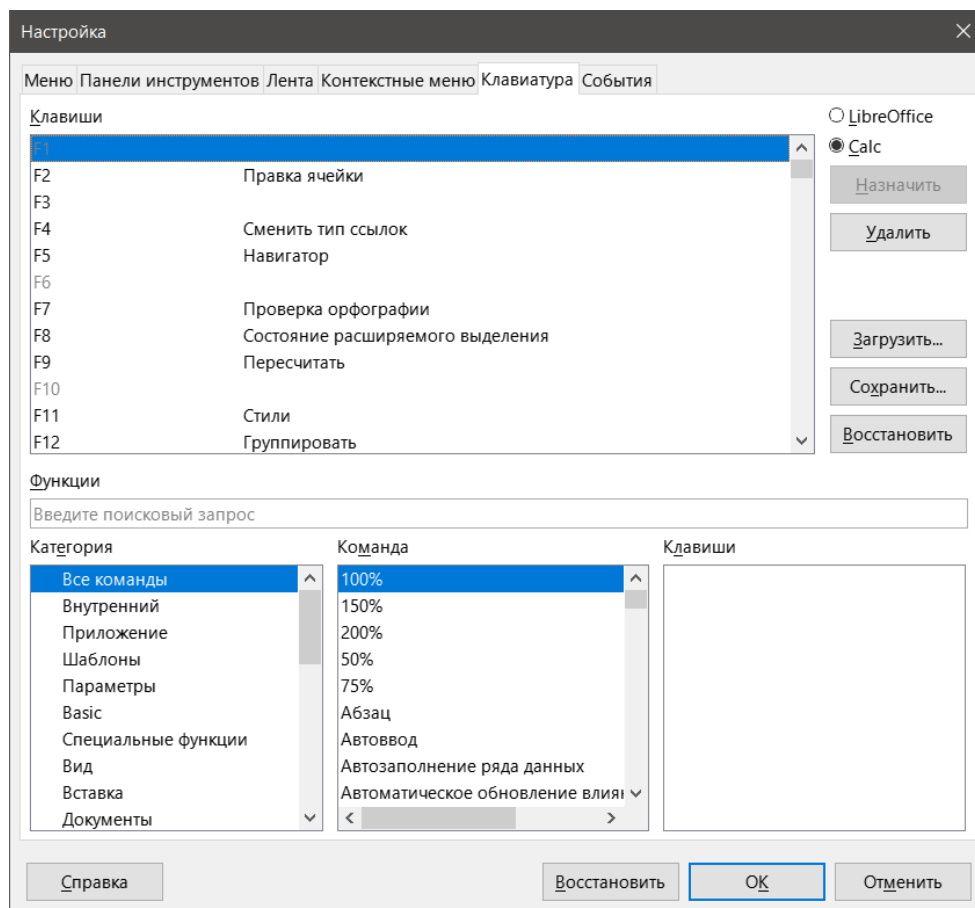 Настройка
Меню Панели инструментов Лента Контекстные меню Клавиатура События
Клавиши
F1
F2 Правка ячейки
F3
F4 Сменить тип ссылок
F5 Навигатор
F6
F7 Проверка орфографии
F8 Состояние расширяемого выделения
F9 Пересчитать
F10
F11 Стили
F12 Группировать
LibreOffice
Calc
Назначить
Удалить
Загрузить...
Сохранить...
Восстановить
Функции
Введите поисковый запрос
Категория
Все команды
Внутренний
Приложение
Шаблоны
Параметры
Basic
Специальные функции
Вид
Вставка
Документы
Команда
100%
150%
200%
50%
75%
Абзац
Автоввод
Автозаполнение ряда данных
Автоматическое обновление влиян
Клавиши
Справка
Восстановить
ОК
Отменить